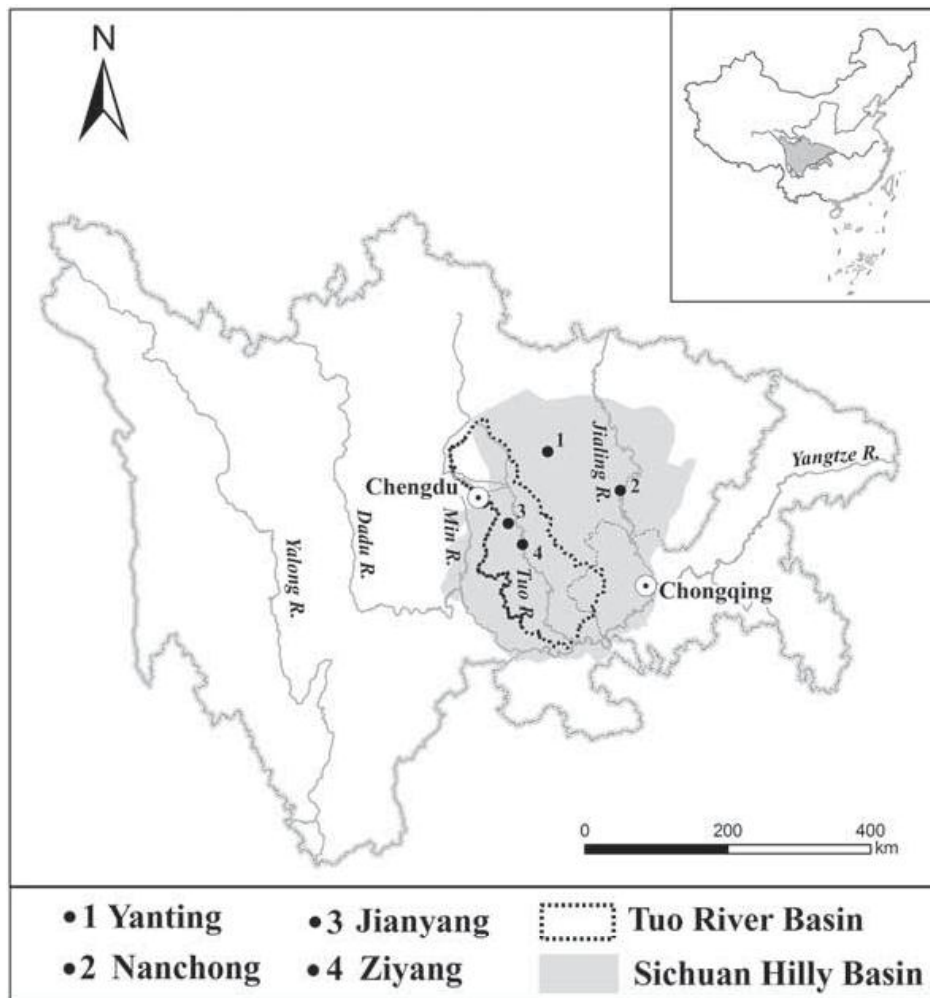 N
1
Jialing R.
Yangtze R.
2
Chengdu
3
Min R.
Dadu R.
4
Yalong R.
Tuo R.
Chongqing
0 200 400
km
1 Yanting
3 Jianyang
Tuo River Basin
2 Nanchong
4 Ziyang
Sichuan Hilly Basin